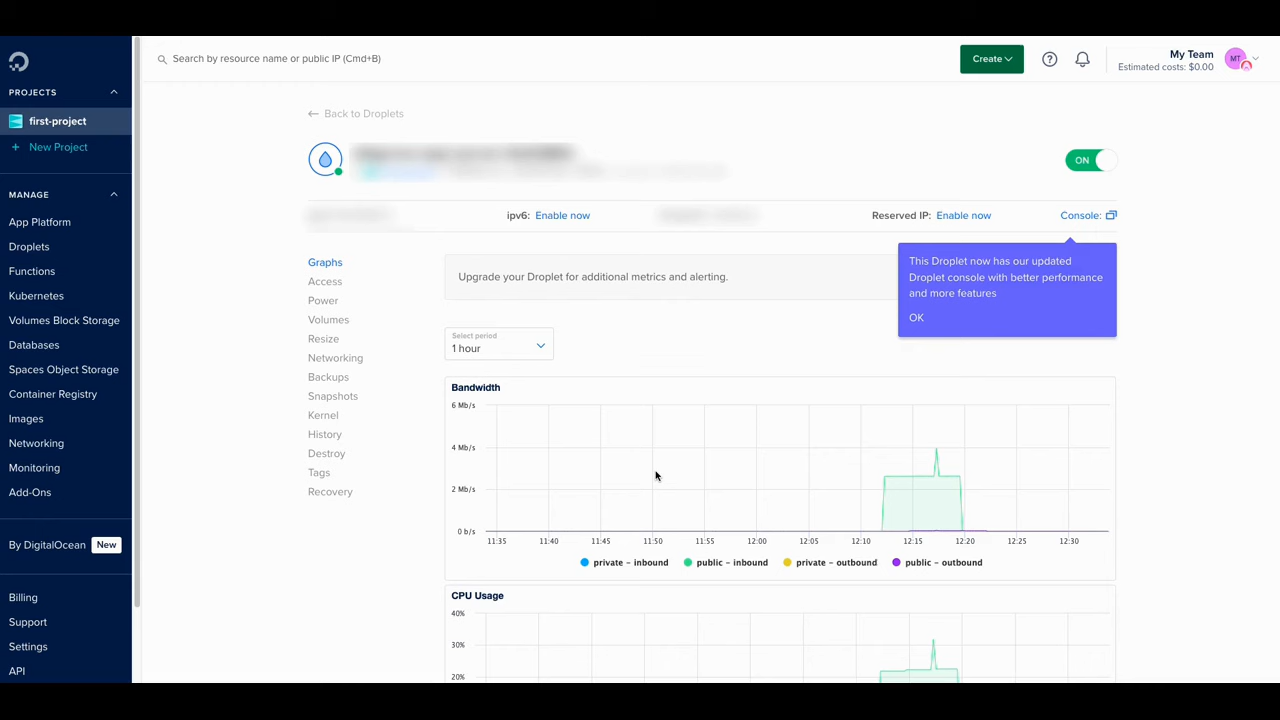 Search by resource name or public IP (Cmd+B)
Create
My Team
Estimated costs: $0.00
MT
PROJECTS
first-project
+ New Project
MANAGE
App Platform
Droplets
Functions
Kubernetes
Volumes Block Storage
Databases
Spaces Object Storage
Container Registry
Images
Networking
Monitoring
Add-Ons
By DigitalOcean New
Billing
Support
Settings
API
← Back to Droplets
ON
ipv6: Enable now
Reserved IP: Enable now
Console:
This Droplet now has our updated
Droplet console with better performance
and more features
OK
Graphs
Access
Power
Volumes
Resize
Networking
Backups
Snapshots
Kernel
History
Destroy
Tags
Recovery
Upgrade your Droplet for additional metrics and alerting.
Select period
1 hour
Bandwidth
6 Mb/s
4 Mb/s
2 Mb/s
0 b/s
11:35 11:40 11:45 11:50 11:55 12:00 12:05 12:10 12:15 12:20 12:25 12:30
private – inbound public – inbound private – outbound public – outbound
CPU Usage
40%
30%
20%